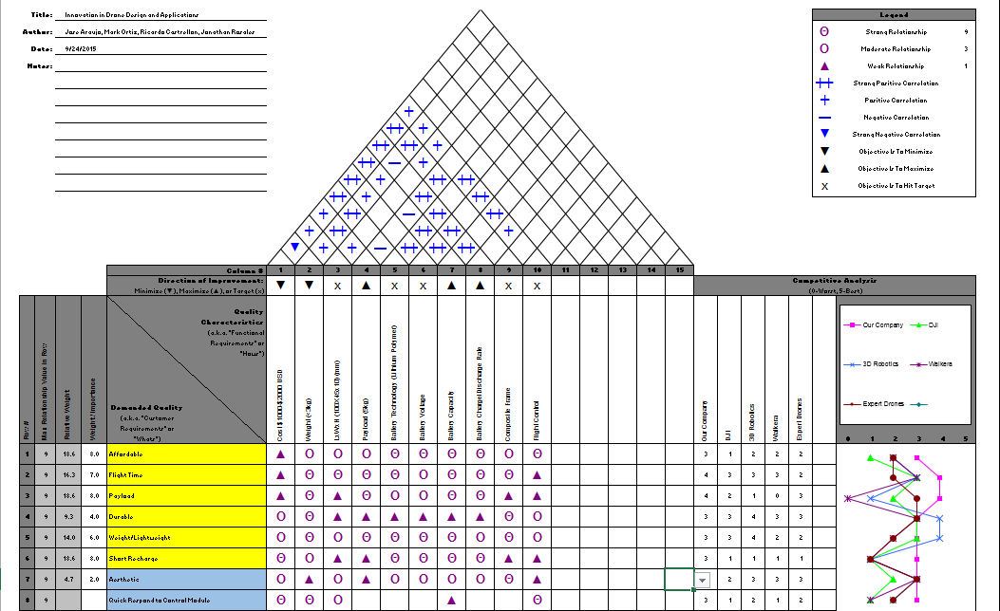 Title: Innovation in Drone Design and Applications
Legend
Author: Jose Araujo, Mark Ortiz, Ricardo Castrellan, Jonathan Rosales
Strong Relationship 9
Date: 9/24/2015
Moderate Relationship 3
Notes:
Weak Relationship 1
Strong Positive Correlation
Positive Correlation
Negative Correlation
Strong Negative Correlation
Objective Is To Minimize
Objective Is To Maximize
X Objective Is To Hit Target
Column # 1 2 3 4 5 6 7 8 9 10 11 12 13 14 15
Direction of Improvement:
Minimize (▼), Maximize (▲), or Target (x)
▼ ▼ X ▲ X X ▲ ▲ X X
Competitive Analysis
(0=Worst, 5=Best)
Row #
Max Relationship Value in Row
Relative Weight
Weight / Importance
Quality
Characteristics
(a.k.a. "Functional
Requirements" or
"Hows")
Demanded Quality
(a.k.a. "Customer
Requirements" or
"Whats")
Weight (<3kg)
Payload (5kg)
Battery Technology (Lithium Polymer)
Battery Voltage
Battery Capacity
Battery Charge/Discharge Rate
Composite Frame
Flight Control
Our Company
DJI
3D Robotics
Walkera
Expert Drones
Our Company DJI
3D Robotics Walkera
Expert Drones
0 1 2 3 4 5
1 9 18.6 8.0 Affordable ▲ O O O Θ Θ Θ Θ Θ Θ 3 1 2 2 2
2 9 16.3 7.0 Flight Time 4 3 3 3 2
3 9 18.6 8.0 Payload 4 2 1 0 3
4 9 9.3 4.0 Durable 3 3 4 3 3
5 9 14.0 6.0 Weight/Lightweight 3 3 4 2 2
6 9 18.6 8.0 Short Recharge 3 1 1 1 1
7 9 4.7 2.0 Aesthetic 2 3 3 3
8 9 Quick Respond to Control Module 3 1 2 1 2